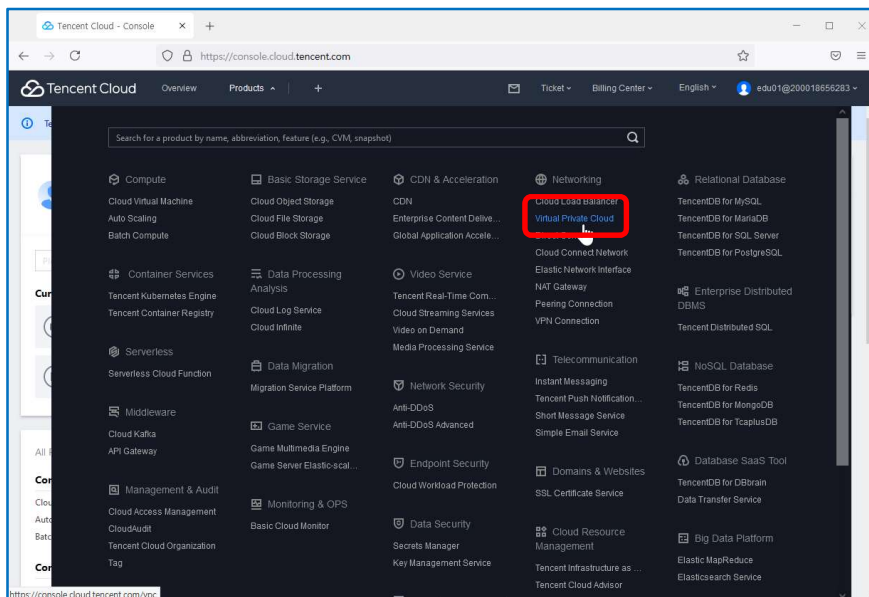 Tencent Cloud - Console
https://console.cloud.tencent.com
Tencent Cloud
Overview
Products
Ticket
Billing Center
English
edu01@200018656283
Search for a product by name, abbreviation, feature (e.g., CVM, snapshot)
Compute
Cloud Virtual Machine
Auto Scaling
Batch Compute
Container Services
Tencent Kubernetes Engine
Tencent Container Registry
Serverless
Serverless Cloud Function
Middleware
Cloud Kafka
API Gateway
Management & Audit
Cloud Access Management
CloudAudit
Tencent Cloud Organization
Tag
Basic Storage Service
Cloud Object Storage
Cloud File Storage
Cloud Block Storage
Data Processing
Analysis
Cloud Log Service
Cloud Infinite
Data Migration
Migration Service Platform
Game Service
Game Multimedia Engine
Game Server Elastic-scal...
Monitoring & OPS
Basic Cloud Monitor
CDN & Acceleration
CDN
Enterprise Content Delive...
Global Application Accele...
Video Service
Tencent Real-Time Com...
Cloud Streaming Services
Video on Demand
Media Processing Service
Network Security
Anti-DDoS
Anti-DDoS Advanced
Endpoint Security
Cloud Workload Protection
Data Security
Secrets Manager
Key Management Service
Networking
Cloud Load Balancer
Virtual Private Cloud
Cloud Connect Network
Elastic Network Interface
NAT Gateway
Peering Connection
VPN Connection
Telecommunication
Instant Messaging
Tencent Push Notification...
Short Message Service
Simple Email Service
Domains & Websites
SSL Certificate Service
Cloud Resource
Management
Tencent Infrastructure as ...
Tencent Cloud Advisor
Relational Database
TencentDB for MySQL
TencentDB for MariaDB
TencentDB for SQL Server
TencentDB for PostgreSQL
Enterprise Distributed
DBMS
Tencent Distributed SQL
NoSQL Database
TencentDB for Redis
TencentDB for MongoDB
TencentDB for TcaplusDB
Database SaaS Tool
TencentDB for DBbrain
Data Transfer Service
Big Data Platform
Elastic MapReduce
Elasticsearch Service
https://console.cloud.tencent.com/vpc